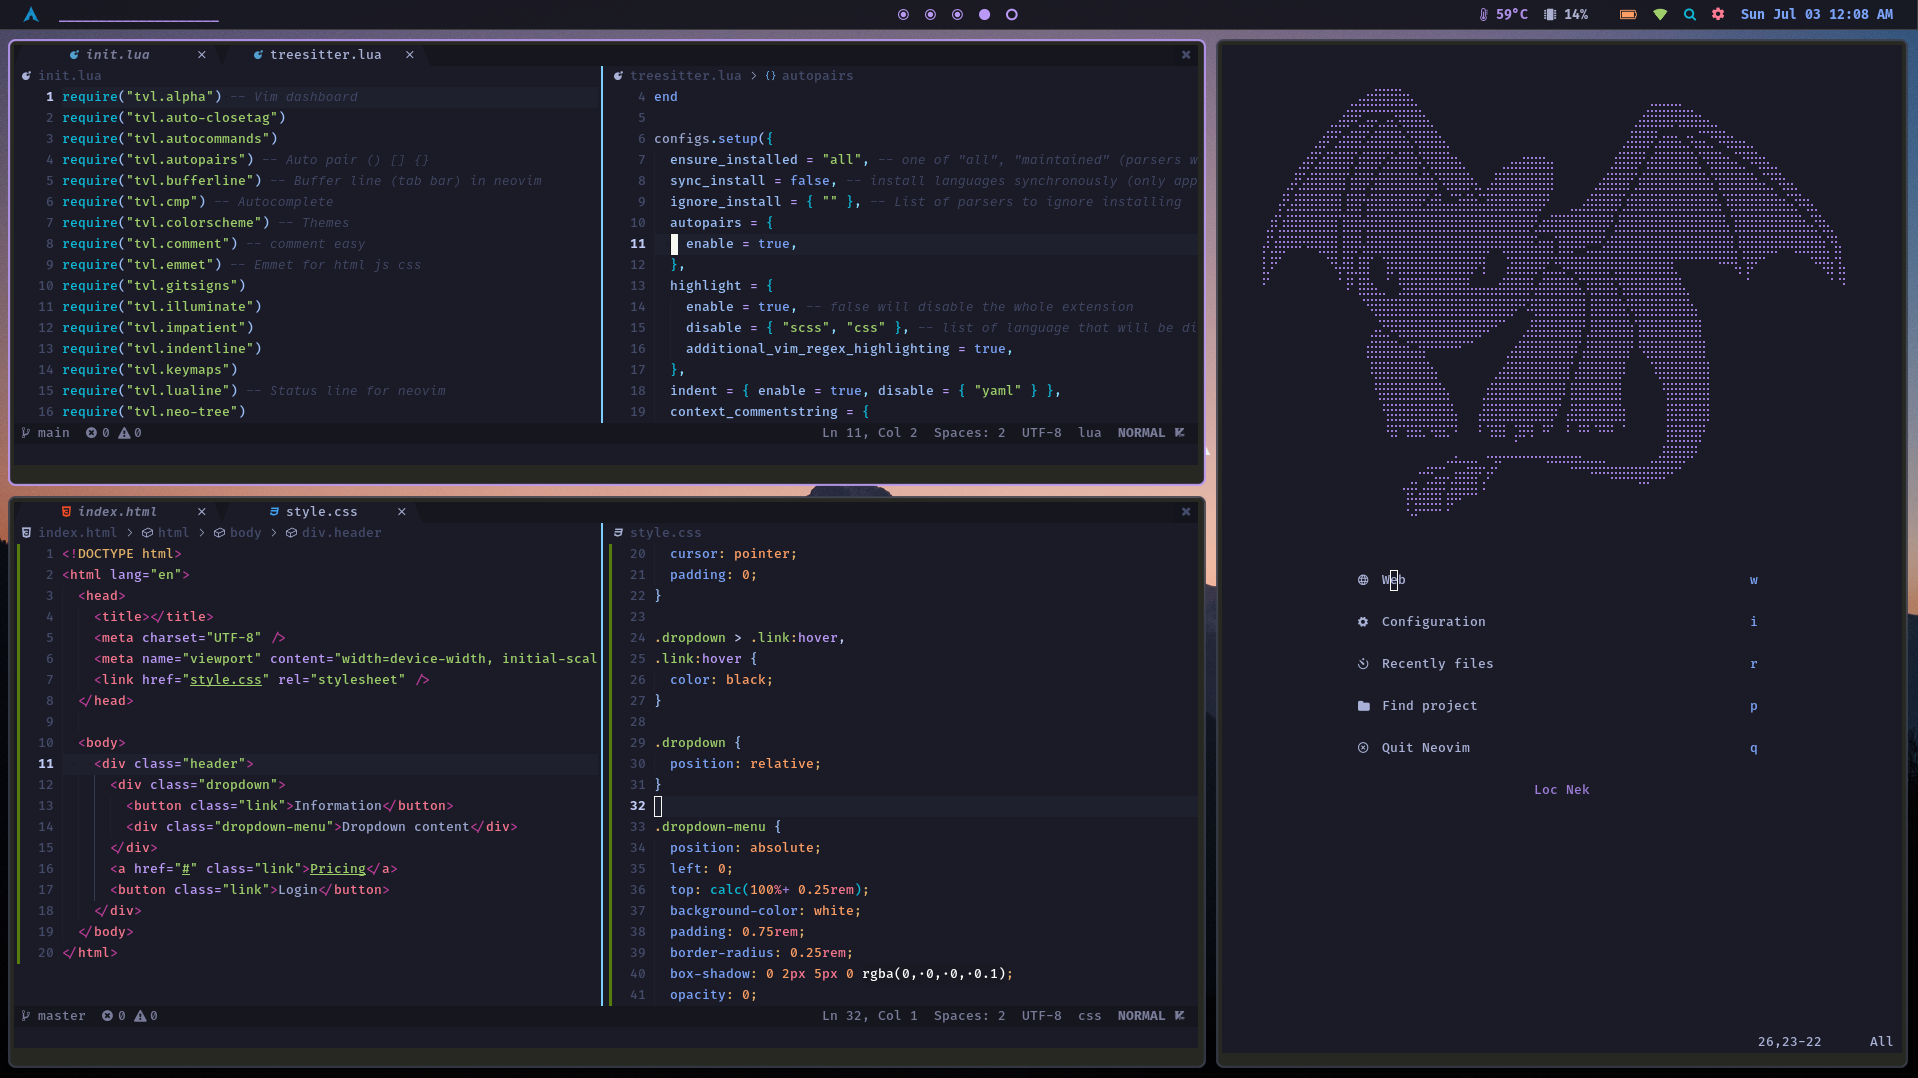 59°C 14% Sun Jul 03 12:08 AM
init.lua × treesitter.lua ×
init.lua
1 require("tvl.alpha") -- Vim dashboard
2 require("tvl.auto-closetag")
3 require("tvl.autocommands")
4 require("tvl.autopairs") -- Auto pair () [] {}
5 require("tvl.bufferline") -- Buffer line (tab bar) in neovim
6 require("tvl.cmp") -- Autocomplete
7 require("tvl.colorscheme") -- Themes
8 require("tvl.comment") -- comment easy
9 require("tvl.emmet") -- Emmet for html js css
10 require("tvl.gitsigns")
11 require("tvl.illuminate")
12 require("tvl.impatient")
13 require("tvl.indentline")
14 require("tvl.keymaps")
15 require("tvl.lualine") -- Status line for neovim
16 require("tvl.neo-tree")
treesitter.lua > {} autopairs
4 end
5
6 configs.setup({
7 ensure_installed = "all", -- one of "all", "maintained" (parsers w
8 sync_install = false, -- install languages synchronously (only app
9 ignore_install = { "" }, -- List of parsers to ignore installing
10 autopairs = {
11 enable = true,
12 },
13 highlight = {
14 enable = true, -- false will disable the whole extension
15 disable = { "scss", "css" }, -- list of language that will be di
16 additional_vim_regex_highlighting = true,
17 },
18 indent = { enable = true, disable = { "yaml" } },
19 context_commentstring = {
main 0 0 Ln 11, Col 2 Spaces: 2 UTF-8 lua NORMAL
index.html × style.css ×
index.html > html > body > div.header
1 <!DOCTYPE html>
2 <html lang="en">
3 <head>
4 <title></title>
5 <meta charset="UTF-8" />
6 <meta name="viewport" content="width=device-width, initial-scal
7 <link href="style.css" rel="stylesheet" />
8 </head>
9
10 <body>
11 <div class="header">
12 <div class="dropdown">
13 <button class="link">Information</button>
14 <div class="dropdown-menu">Dropdown content</div>
15 </div>
16 <a href="#" class="link">Pricing</a>
17 <button class="link">Login</button>
18 </div>
19 </body>
20 </html>
style.css
20 cursor: pointer;
21 padding: 0;
22 }
23
24 .dropdown > .link:hover,
25 .link:hover {
26 color: black;
27 }
28
29 .dropdown {
30 position: relative;
31 }
32
33 .dropdown-menu {
34 position: absolute;
35 left: 0;
36 top: calc(100%+ 0.25rem);
37 background-color: white;
38 padding: 0.75rem;
39 border-radius: 0.25rem;
40 box-shadow: 0 2px 5px 0 rgba(0,·0,·0,·0.1);
41 opacity: 0;
master 0 0 Ln 32, Col 1 Spaces: 2 UTF-8 css NORMAL
Web w
Configuration i
Recently files r
Find project p
Quit Neovim q
Loc Nek
26,23-22 All